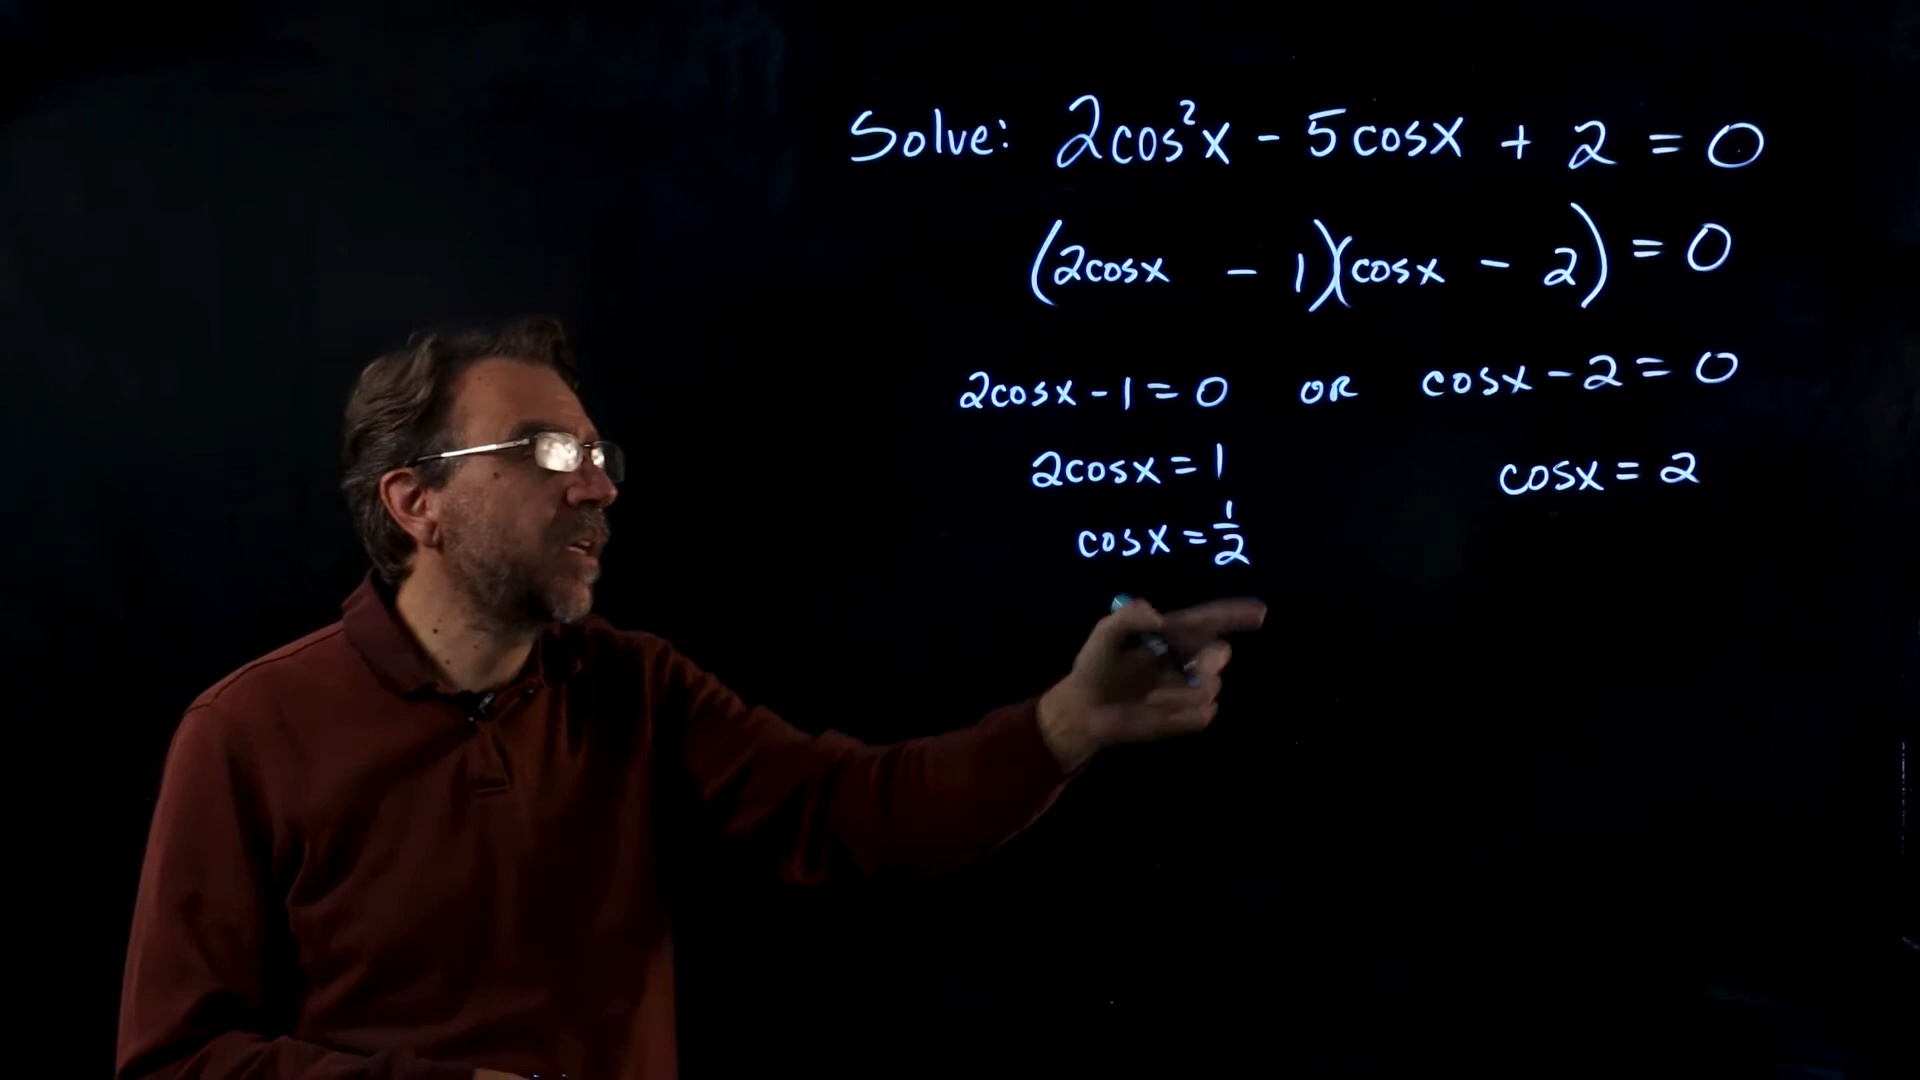 Solve: 2cos²x - 5cosx + 2 = 0
(2cosx - 1)(cosx - 2) = 0
2cosx - 1 = 0 OR cosx - 2 = 0
2cosx = 1 cosx = 2
cosx = 1/2